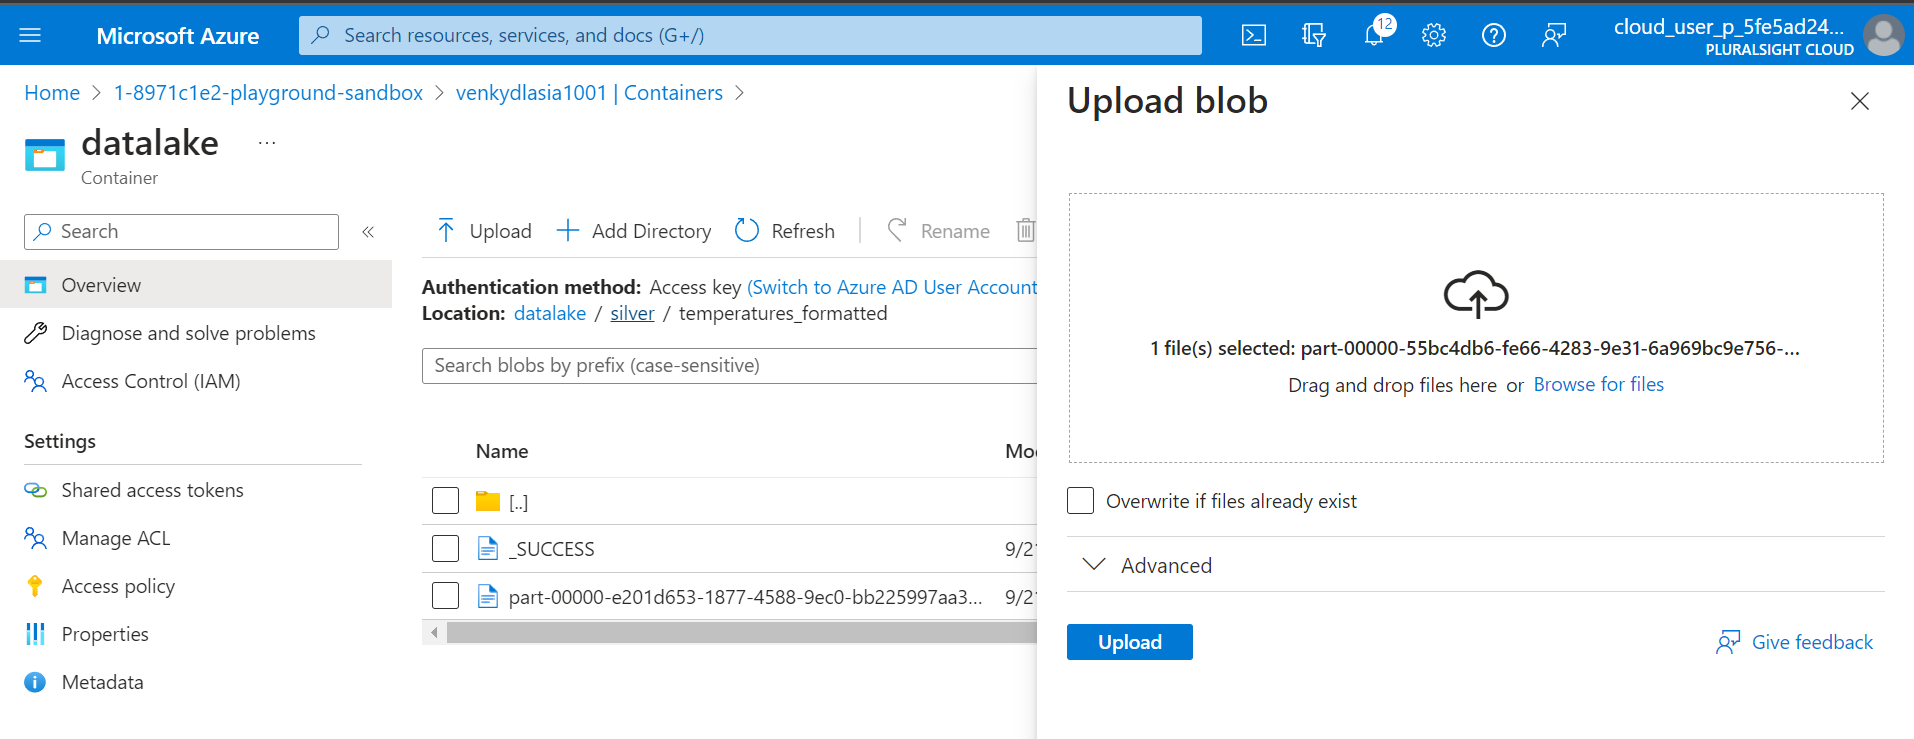 Microsoft Azure
Search resources, services, and docs (G+/)
12
cloud_user_p_5fe5ad24...
PLURALSIGHT CLOUD
Home > 1-8971c1e2-playground-sandbox > venkydlasia1001 | Containers >
datalake ...
Container
Search
«
Overview
Diagnose and solve problems
Access Control (IAM)
Settings
Shared access tokens
Manage ACL
Access policy
Properties
Metadata
Upload
Add Directory
Refresh
Rename
Authentication method: Access key (Switch to Azure AD User Account
Location: datalake / silver / temperatures_formatted
Search blobs by prefix (case-sensitive)
Name
[..]
_SUCCESS
part-00000-e201d653-1877-4588-9ec0-bb225997aa3...
Upload blob
1 file(s) selected: part-00000-55bc4db6-fe66-4283-9e31-6a969bc9e756-...
Drag and drop files here or Browse for files
Overwrite if files already exist
Advanced
Upload
Give feedback